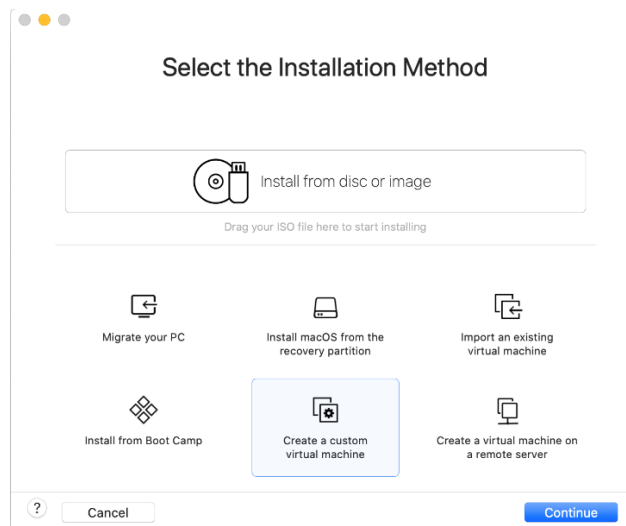 Select the Installation Method
Install from disc or image
Drag your ISO file here to start installing
Migrate your PC
Install macOS from the
recovery partition
Import an existing
virtual machine
Install from Boot Camp
Create a custom
virtual machine
Create a virtual machine on
a remote server
?
Cancel
Continue